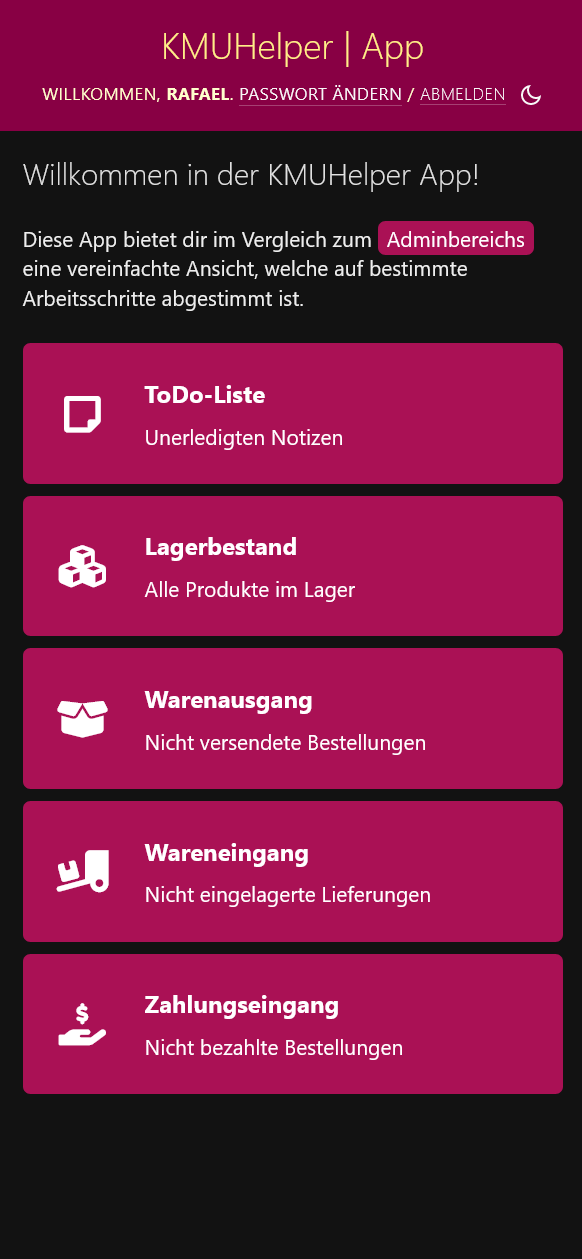 KMUHelper | App
WILLKOMMEN, RAFAEL. PASSWORT ÄNDERN / ABMELDEN
Willkommen in der KMUHelper App!
Diese App bietet dir im Vergleich zum Adminbereichs
eine vereinfachte Ansicht, welche auf bestimmte
Arbeitsschritte abgestimmt ist.
ToDo-Liste
Unerledigten Notizen
Lagerbestand
Alle Produkte im Lager
Warenausgang
Nicht versendete Bestellungen
Wareneingang
Nicht eingelagerte Lieferungen
$
Zahlungseingang
Nicht bezahlte Bestellungen